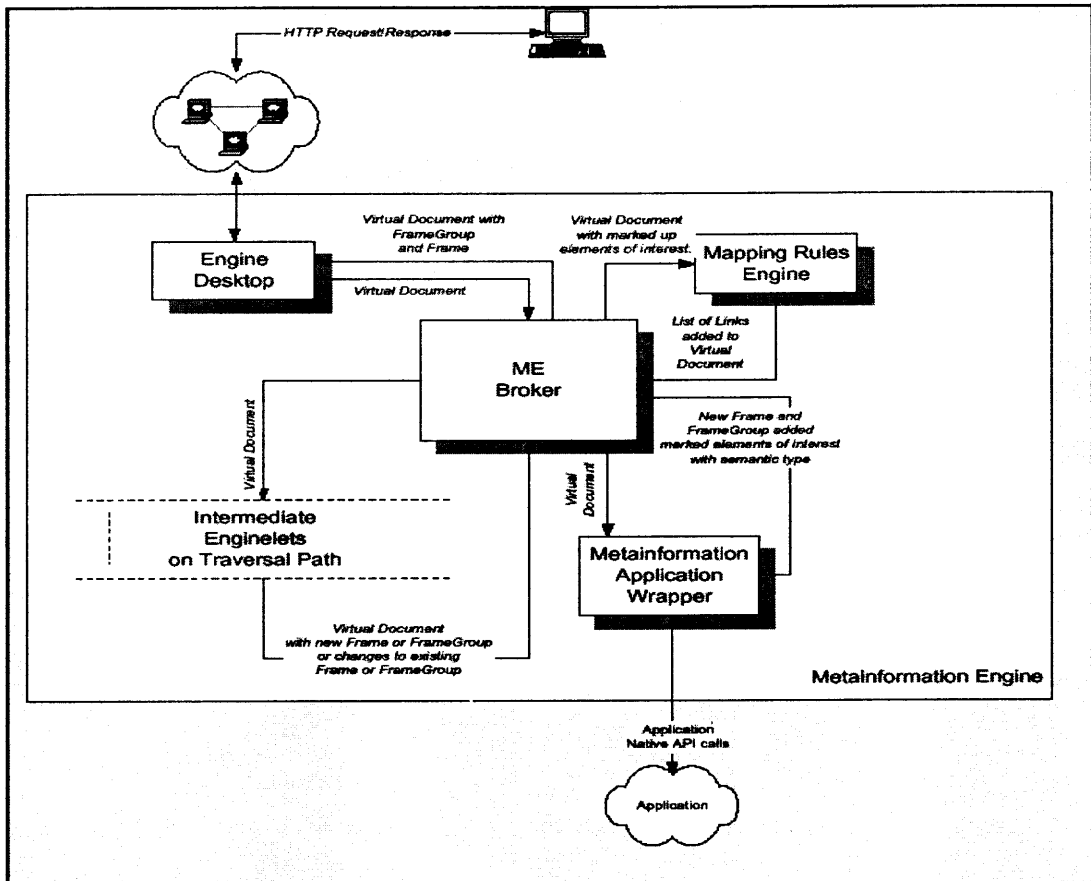 HTTP Request/Response
Virtual Document with
FrameGroup
and Frame
Virtual Document
with marked up
elements of interest.
Engine
Desktop
Mapping Rules
Engine
Virtual Document
List of Links
added to
Virtual
Document
ME
Broker
New Frame and
FrameGroup added
marked elements of interest
with semantic type
Virtual Document
Virtual
Document
Intermediate
Enginelets
on Traversal Path
Metainformation
Application
Wrapper
Virtual Document
with new Frame or FrameGroup
or changes to existing
Frame or FrameGroup
Metainformation Engine
Application
Native API calls
Application